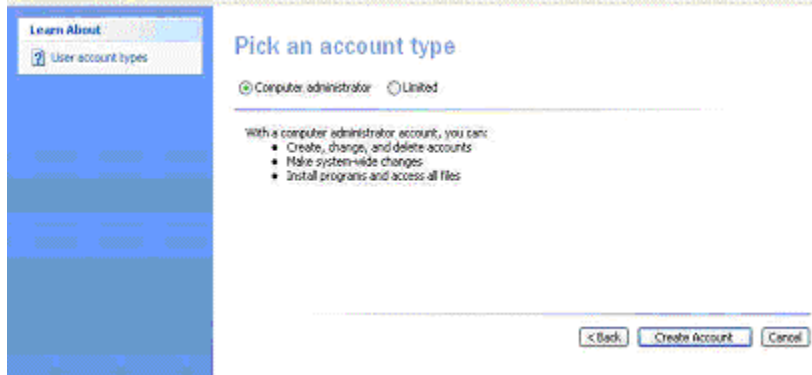 Learn About
User account types
Pick an account type
Computer administrator Limited
With a computer administrator account, you can:
• Create, change, and delete accounts
• Make system-wide changes
• Install programs and access all files
< Back Create Account Cancel